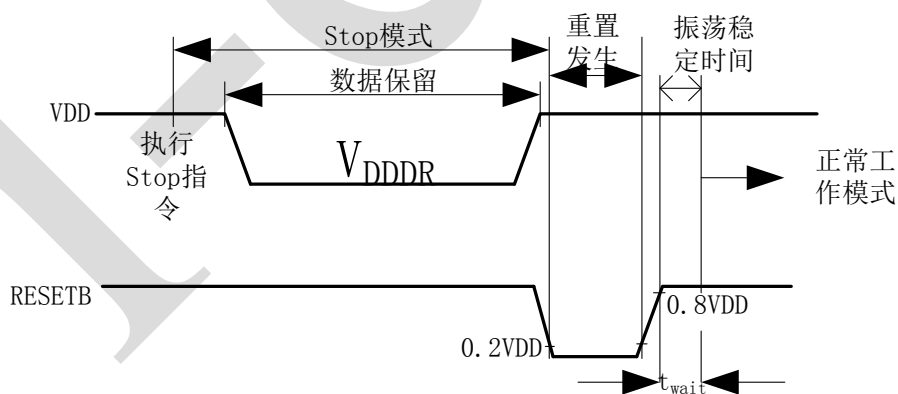 Stop模式
重置
发生
振荡稳
定时间
数据保留
VDD
执行
Stop指
令
VDDDR
正常工
作模式
RESETB
0.8VDD
0.2VDD
twait